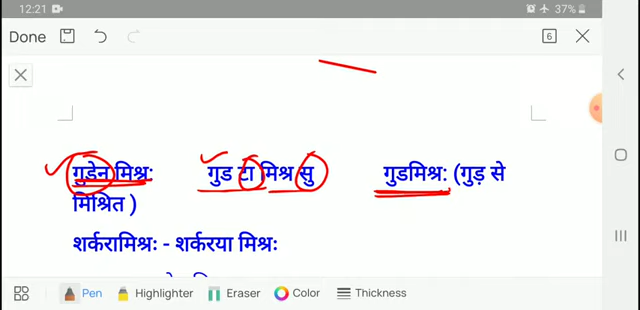 12:21 37%
Done 6
गुडेन मिश्रः गुड टा मिश्र सु गुडमिश्रः (गुड़ से
मिश्रित )
शर्करामिश्रः - शर्करया मिश्रः
Pen Highlighter Eraser Color Thickness